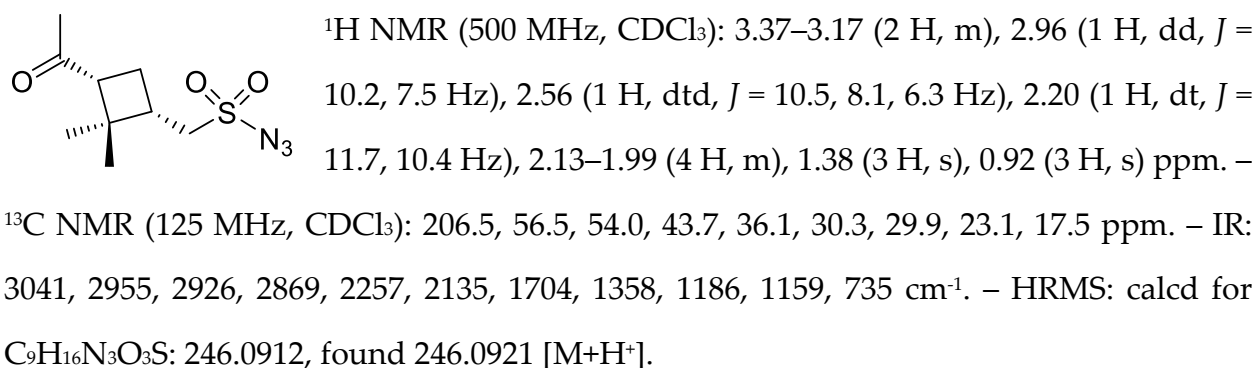 ¹H NMR (500 MHz, CDCl₃): 3.37–3.17 (2 H, m), 2.96 (1 H, dd, J =
10.2, 7.5 Hz), 2.56 (1 H, dtd, J = 10.5, 8.1, 6.3 Hz), 2.20 (1 H, dt, J =
11.7, 10.4 Hz), 2.13–1.99 (4 H, m), 1.38 (3 H, s), 0.92 (3 H, s) ppm. –
¹³C NMR (125 MHz, CDCl₃): 206.5, 56.5, 54.0, 43.7, 36.1, 30.3, 29.9, 23.1, 17.5 ppm. – IR:
3041, 2955, 2926, 2869, 2257, 2135, 1704, 1358, 1186, 1159, 735 cm⁻¹. – HRMS: calcd for
C₉H₁₆N₃O₃S: 246.0912, found 246.0921 [M+H⁺].
O
O O
S
N₃